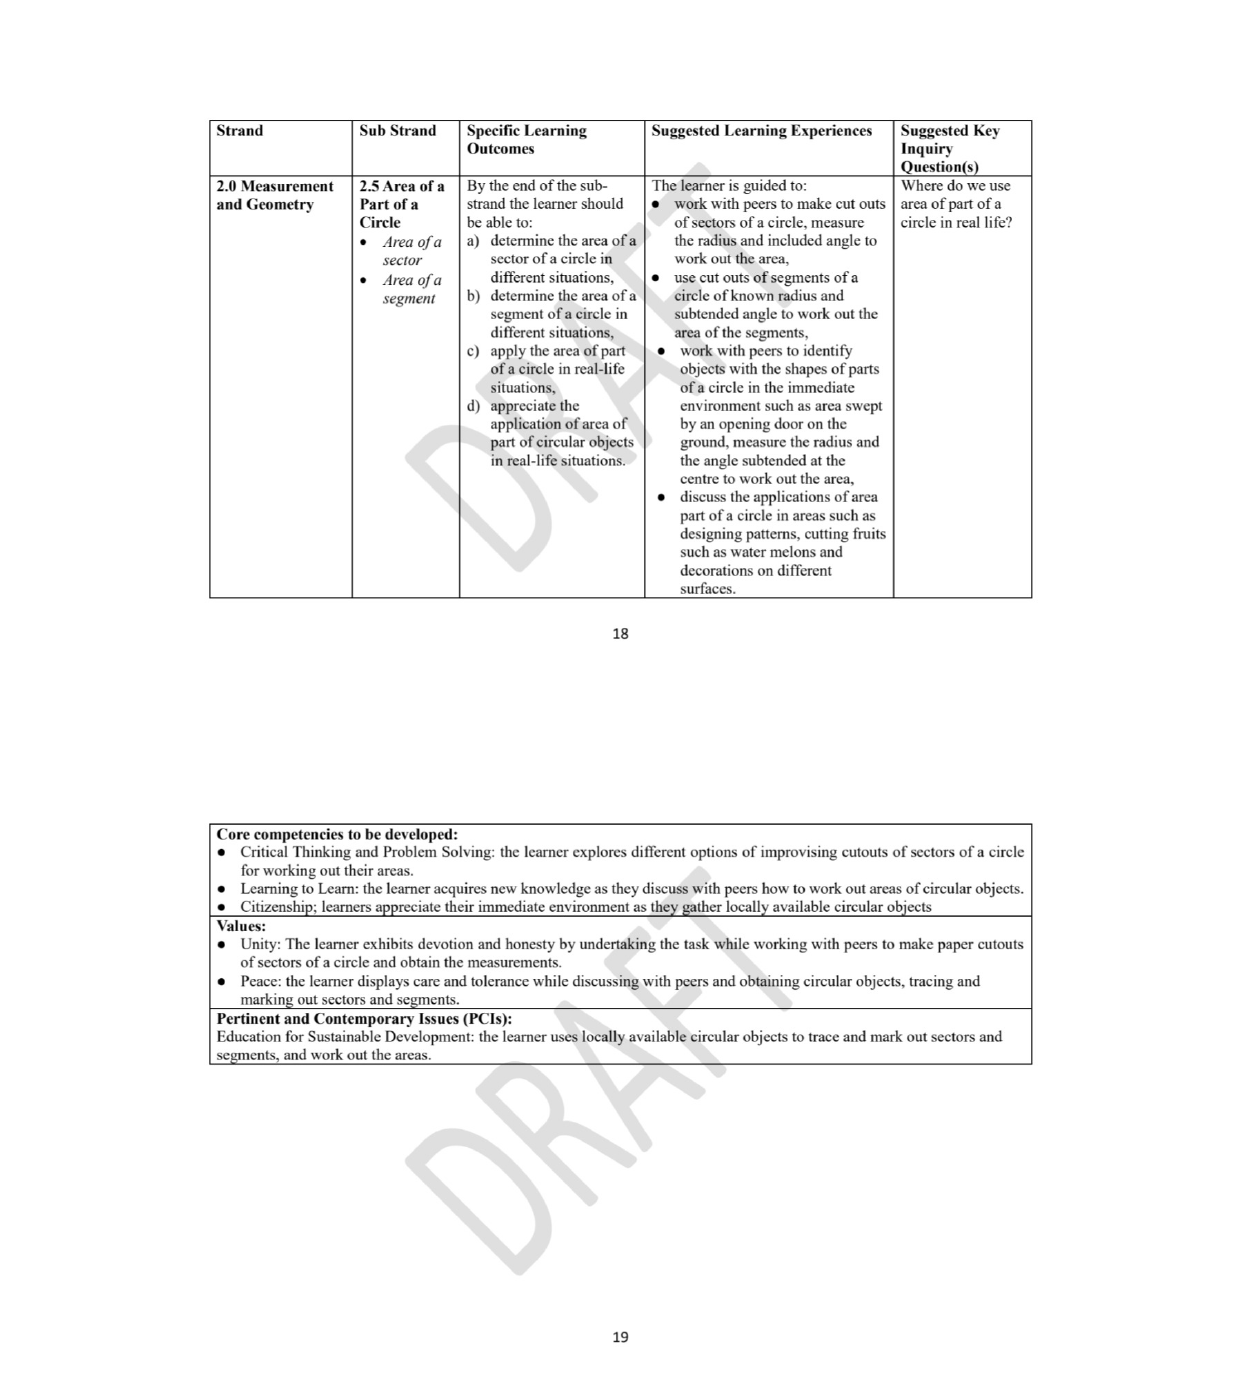 Strand
Sub Strand
Specific Learning
Outcomes
Suggested Learning Experiences
Suggested Key
Inquiry
Question(s)
2.0 Measurement
and Geometry
2.5 Area of a
Part of a
Circle
● Area of a
sector
● Area of a
segment
By the end of the sub-
strand the learner should
be able to:
a) determine the area of a
sector of a circle in
different situations,
b) determine the area of a
segment of a circle in
different situations,
c) apply the area of part
of a circle in real-life
situations,
d) appreciate the
application of area of
part of circular objects
in real-life situations.
The learner is guided to:
● work with peers to make cut outs
of sectors of a circle, measure
the radius and included angle to
work out the area,
● use cut outs of segments of a
circle of known radius and
subtended angle to work out the
area of the segments,
● work with peers to identify
objects with the shapes of parts
of a circle in the immediate
environment such as area swept
by an opening door on the
ground, measure the radius and
the angle subtended at the
centre to work out the area,
● discuss the applications of area
part of a circle in areas such as
designing patterns, cutting fruits
such as water melons and
decorations on different
surfaces.
Where do we use
area of part of a
circle in real life?
DRAFT
18
Core competencies to be developed:
● Critical Thinking and Problem Solving: the learner explores different options of improvising cutouts of sectors of a circle
for working out their areas.
● Learning to Learn: the learner acquires new knowledge as they discuss with peers how to work out areas of circular objects.
● Citizenship; learners appreciate their immediate environment as they gather locally available circular objects
Values:
● Unity: The learner exhibits devotion and honesty by undertaking the task while working with peers to make paper cutouts
of sectors of a circle and obtain the measurements.
● Peace: the learner displays care and tolerance while discussing with peers and obtaining circular objects, tracing and
marking out sectors and segments.
Pertinent and Contemporary Issues (PCIs):
Education for Sustainable Development: the learner uses locally available circular objects to trace and mark out sectors and
segments, and work out the areas.
DRAFT
19